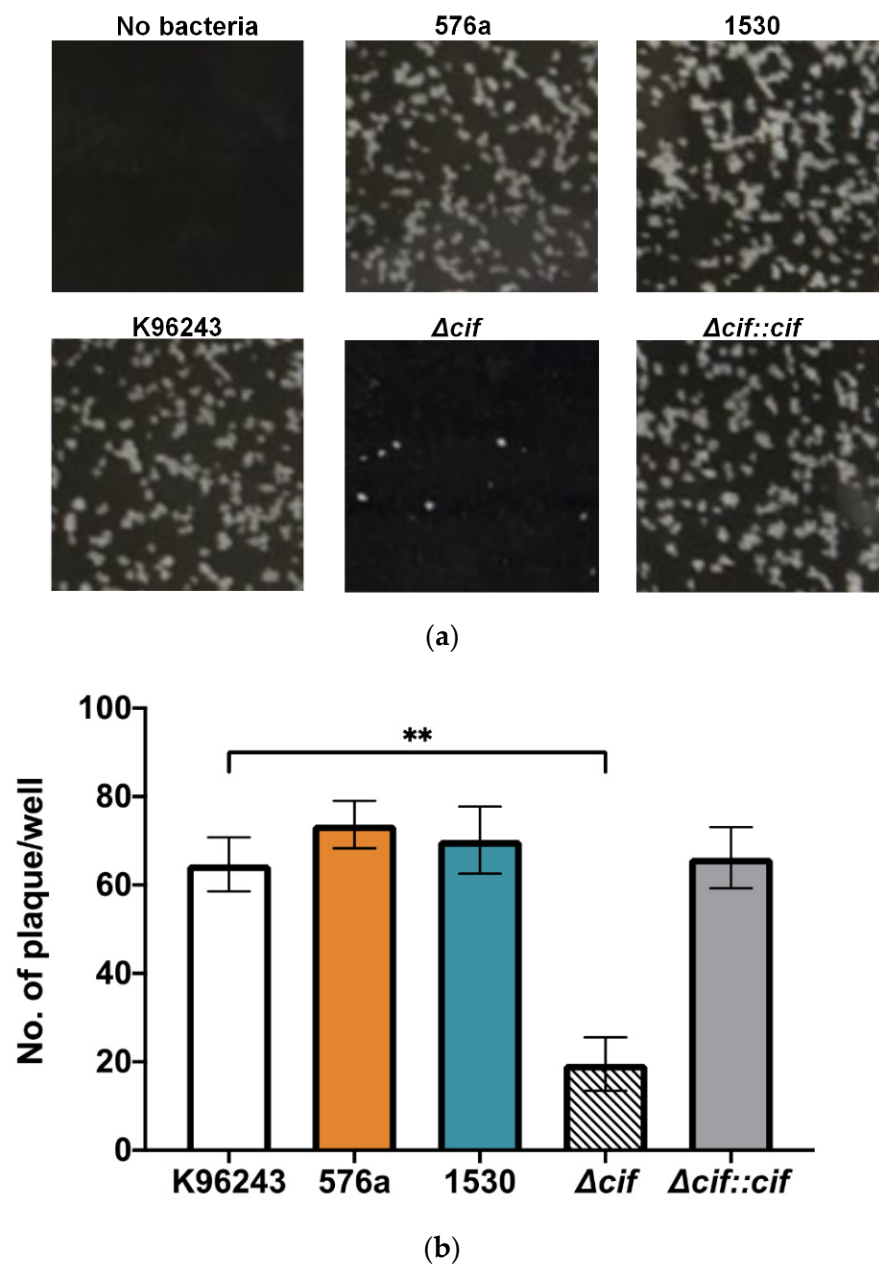 No bacteria 576a 1530
K96243 Δcif Δcif::cif
(a)
No. of plaque/well
100
80
60
40
20
0
**
K96243 576a 1530 Δcif Δcif::cif
(b)